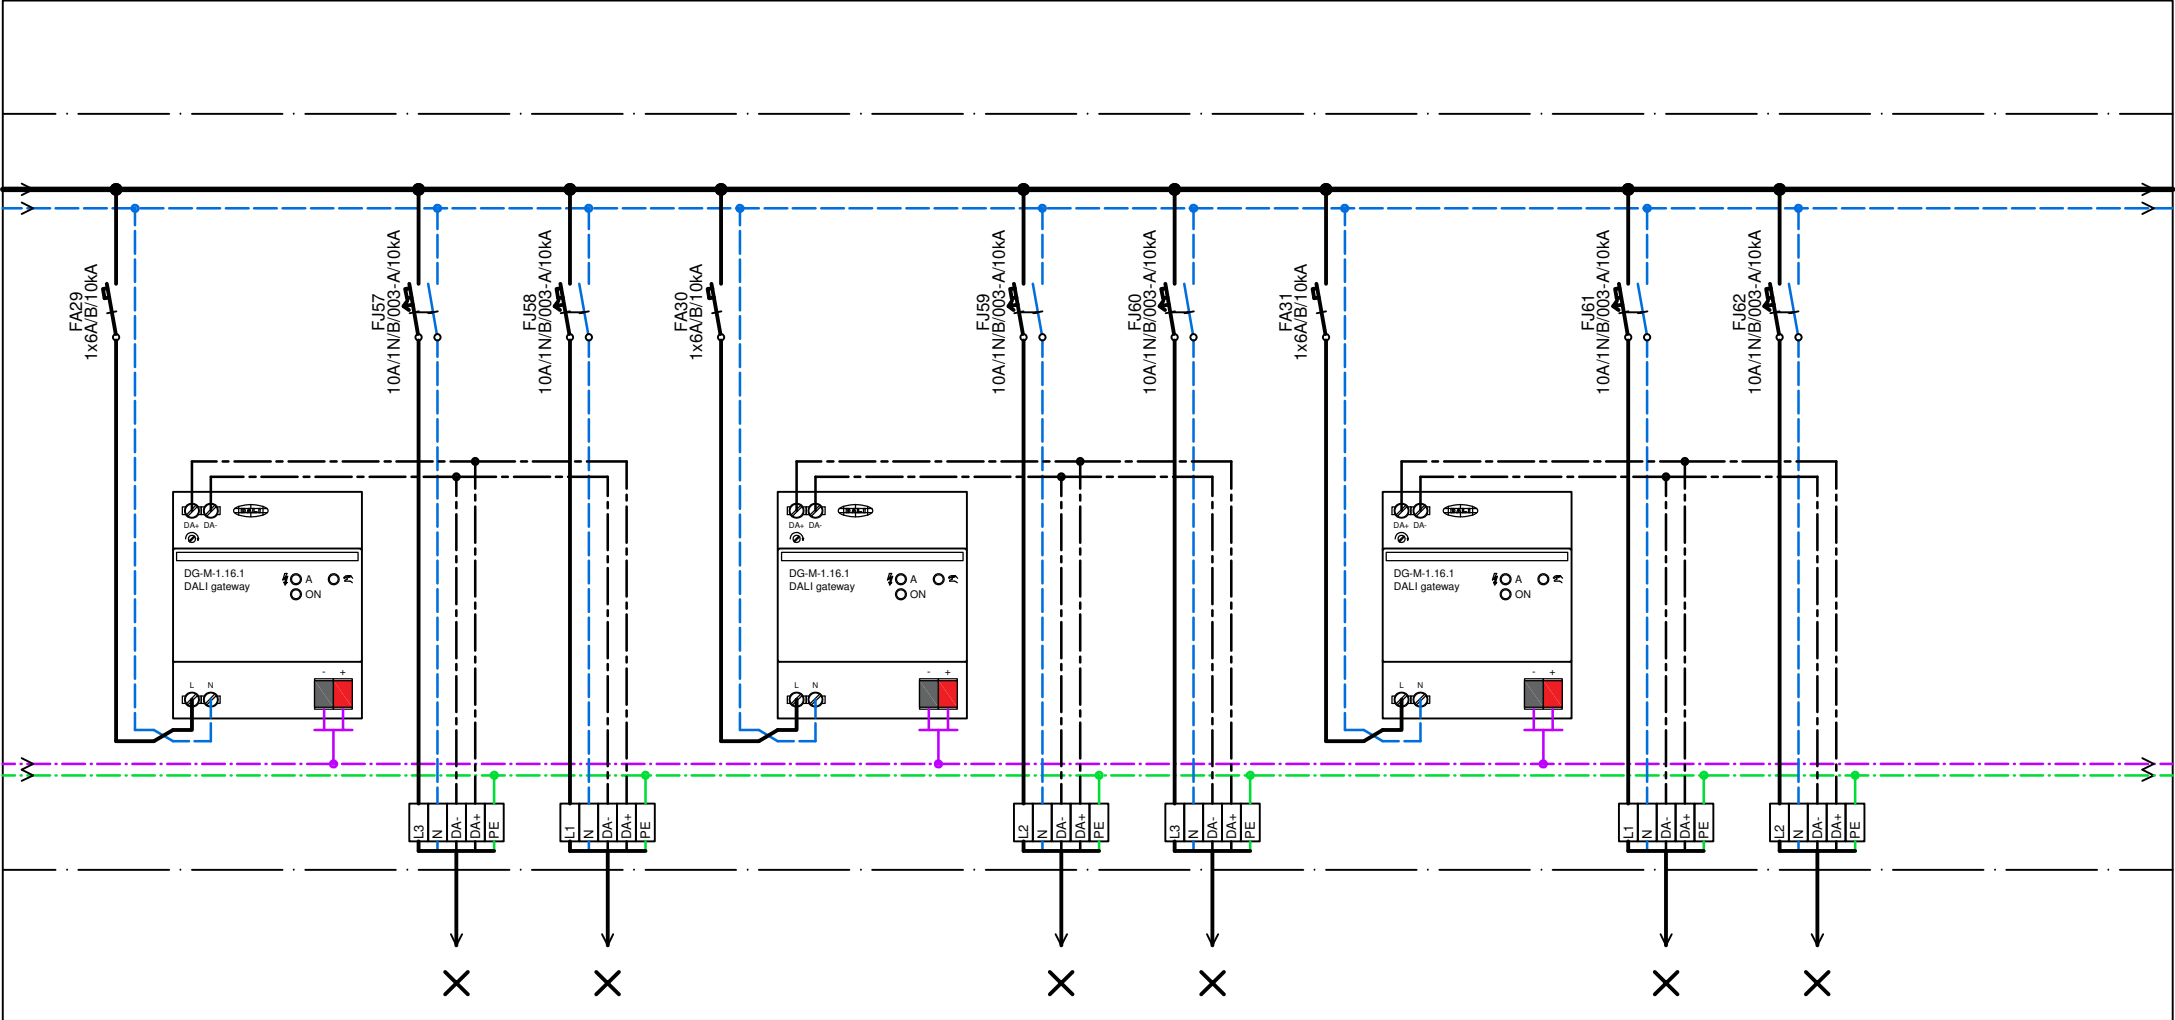 FA29
1x6A/B/10kA
FJ57
10A/1N/B/003-A/10kA
FJ58
10A/1N/B/003-A/10kA
FA30
1x6A/B/10kA
FJ59
10A/1N/B/003-A/10kA
FJ60
10A/1N/B/003-A/10kA
FA31
1x6A/B/10kA
FJ61
10A/1N/B/003-A/10kA
FJ62
10A/1N/B/003-A/10kA
DA+ DA- DALI
DG-M-1.16.1 A
DALI gateway ON
L N - +
DA+ DA- DALI
DG-M-1.16.1 A
DALI gateway ON
L N - +
DA+ DA- DALI
DG-M-1.16.1 A
DALI gateway ON
L N - +
L3 N DA- DA+ PE
L1 N DA- DA+ PE
L2 N DA- DA+ PE
L3 N DA- DA+ PE
L1 N DA- DA+ PE
L2 N DA- DA+ PE